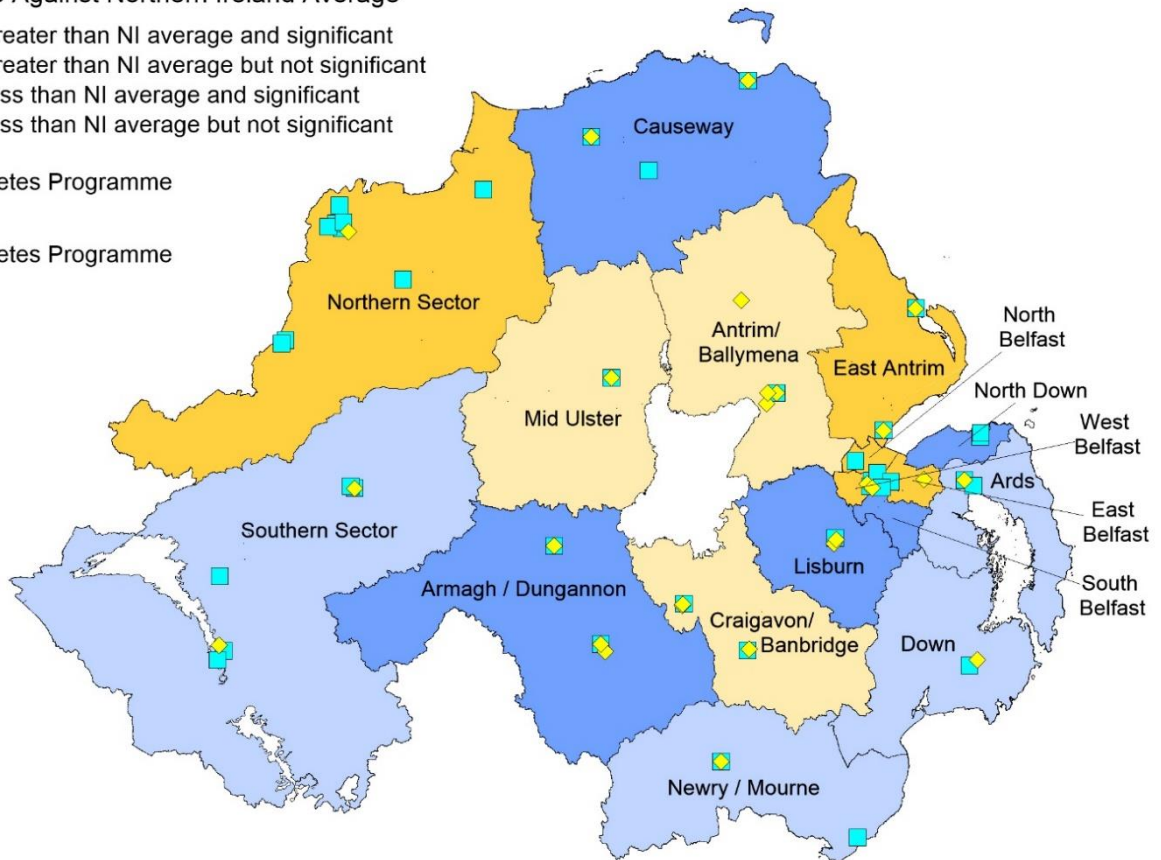 Against Northern Ireland Average
reater than NI average and significant
reater than NI average but not significant
ess than NI average and significant
ess than NI average but not significant
etes Programme
etes Programme
Causeway
Northern Sector
Antrim/
Ballymena
East Antrim
North
Belfast
North Down
West
Belfast
Mid Ulster
Ards
East
Belfast
Southern Sector
Lisburn
South
Belfast
Armagh / Dungannon
Craigavon/
Banbridge
Down
Newry / Mourne